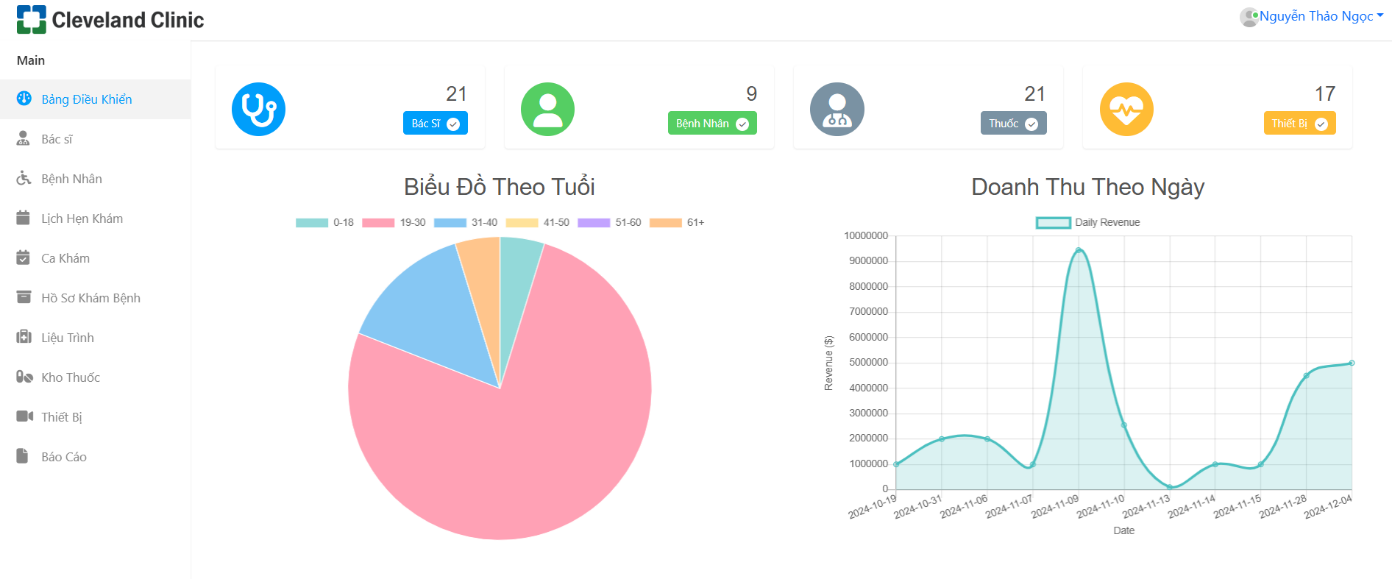 Cleveland Clinic
Nguyễn Thảo Ngọc
Main
Bảng Điều Khiển
Bác sĩ
Bệnh Nhân
Lịch Hẹn Khám
Ca Khám
Hồ Sơ Khám Bệnh
Liệu Trình
Kho Thuốc
Thiết Bị
Báo Cáo
21
Bác Sĩ
9
Bệnh Nhân
21
Thuốc
17
Thiết Bị
Biểu Đồ Theo Tuổi
0-18 19-30 31-40 41-50 51-60 61+
Doanh Thu Theo Ngày
Daily Revenue
10000000
9000000
8000000
7000000
6000000
5000000
4000000
3000000
2000000
1000000
0
Revenue ($)
2024-10-19 2024-10-31 2024-11-06 2024-11-07 2024-11-09 2024-11-10 2024-11-13 2024-11-14 2024-11-15 2024-11-28 2024-12-04
Date